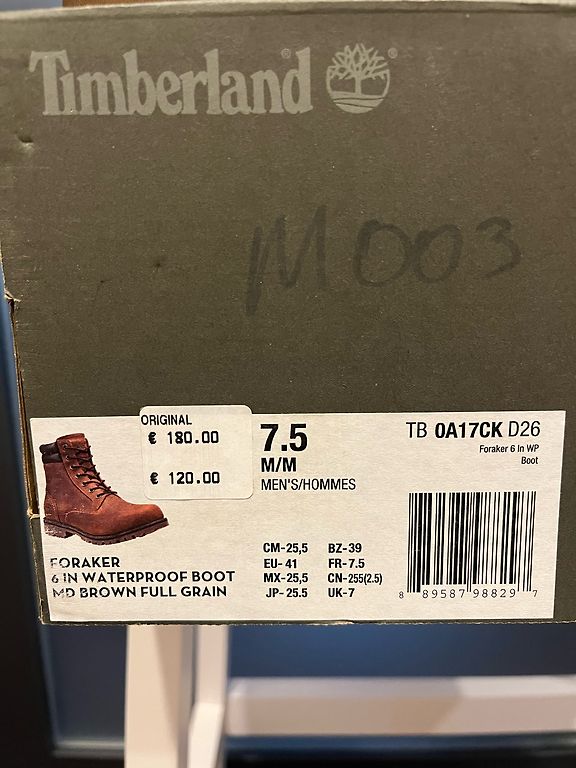 Timberland ®
M003
ORIGINAL
€ 180.00
€ 120.00
7.5
M/M
MEN'S/HOMMES
TB 0A17CK D26
Foraker 6 In WP
Boot
FORAKER
6 IN WATERPROOF BOOT
MD BROWN FULL GRAIN
CM-25,5 BZ-39
EU- 41 FR-7.5
MX-25,5 CN-255(2.5)
JP- 25.5 UK-7
8 89587 98829 7